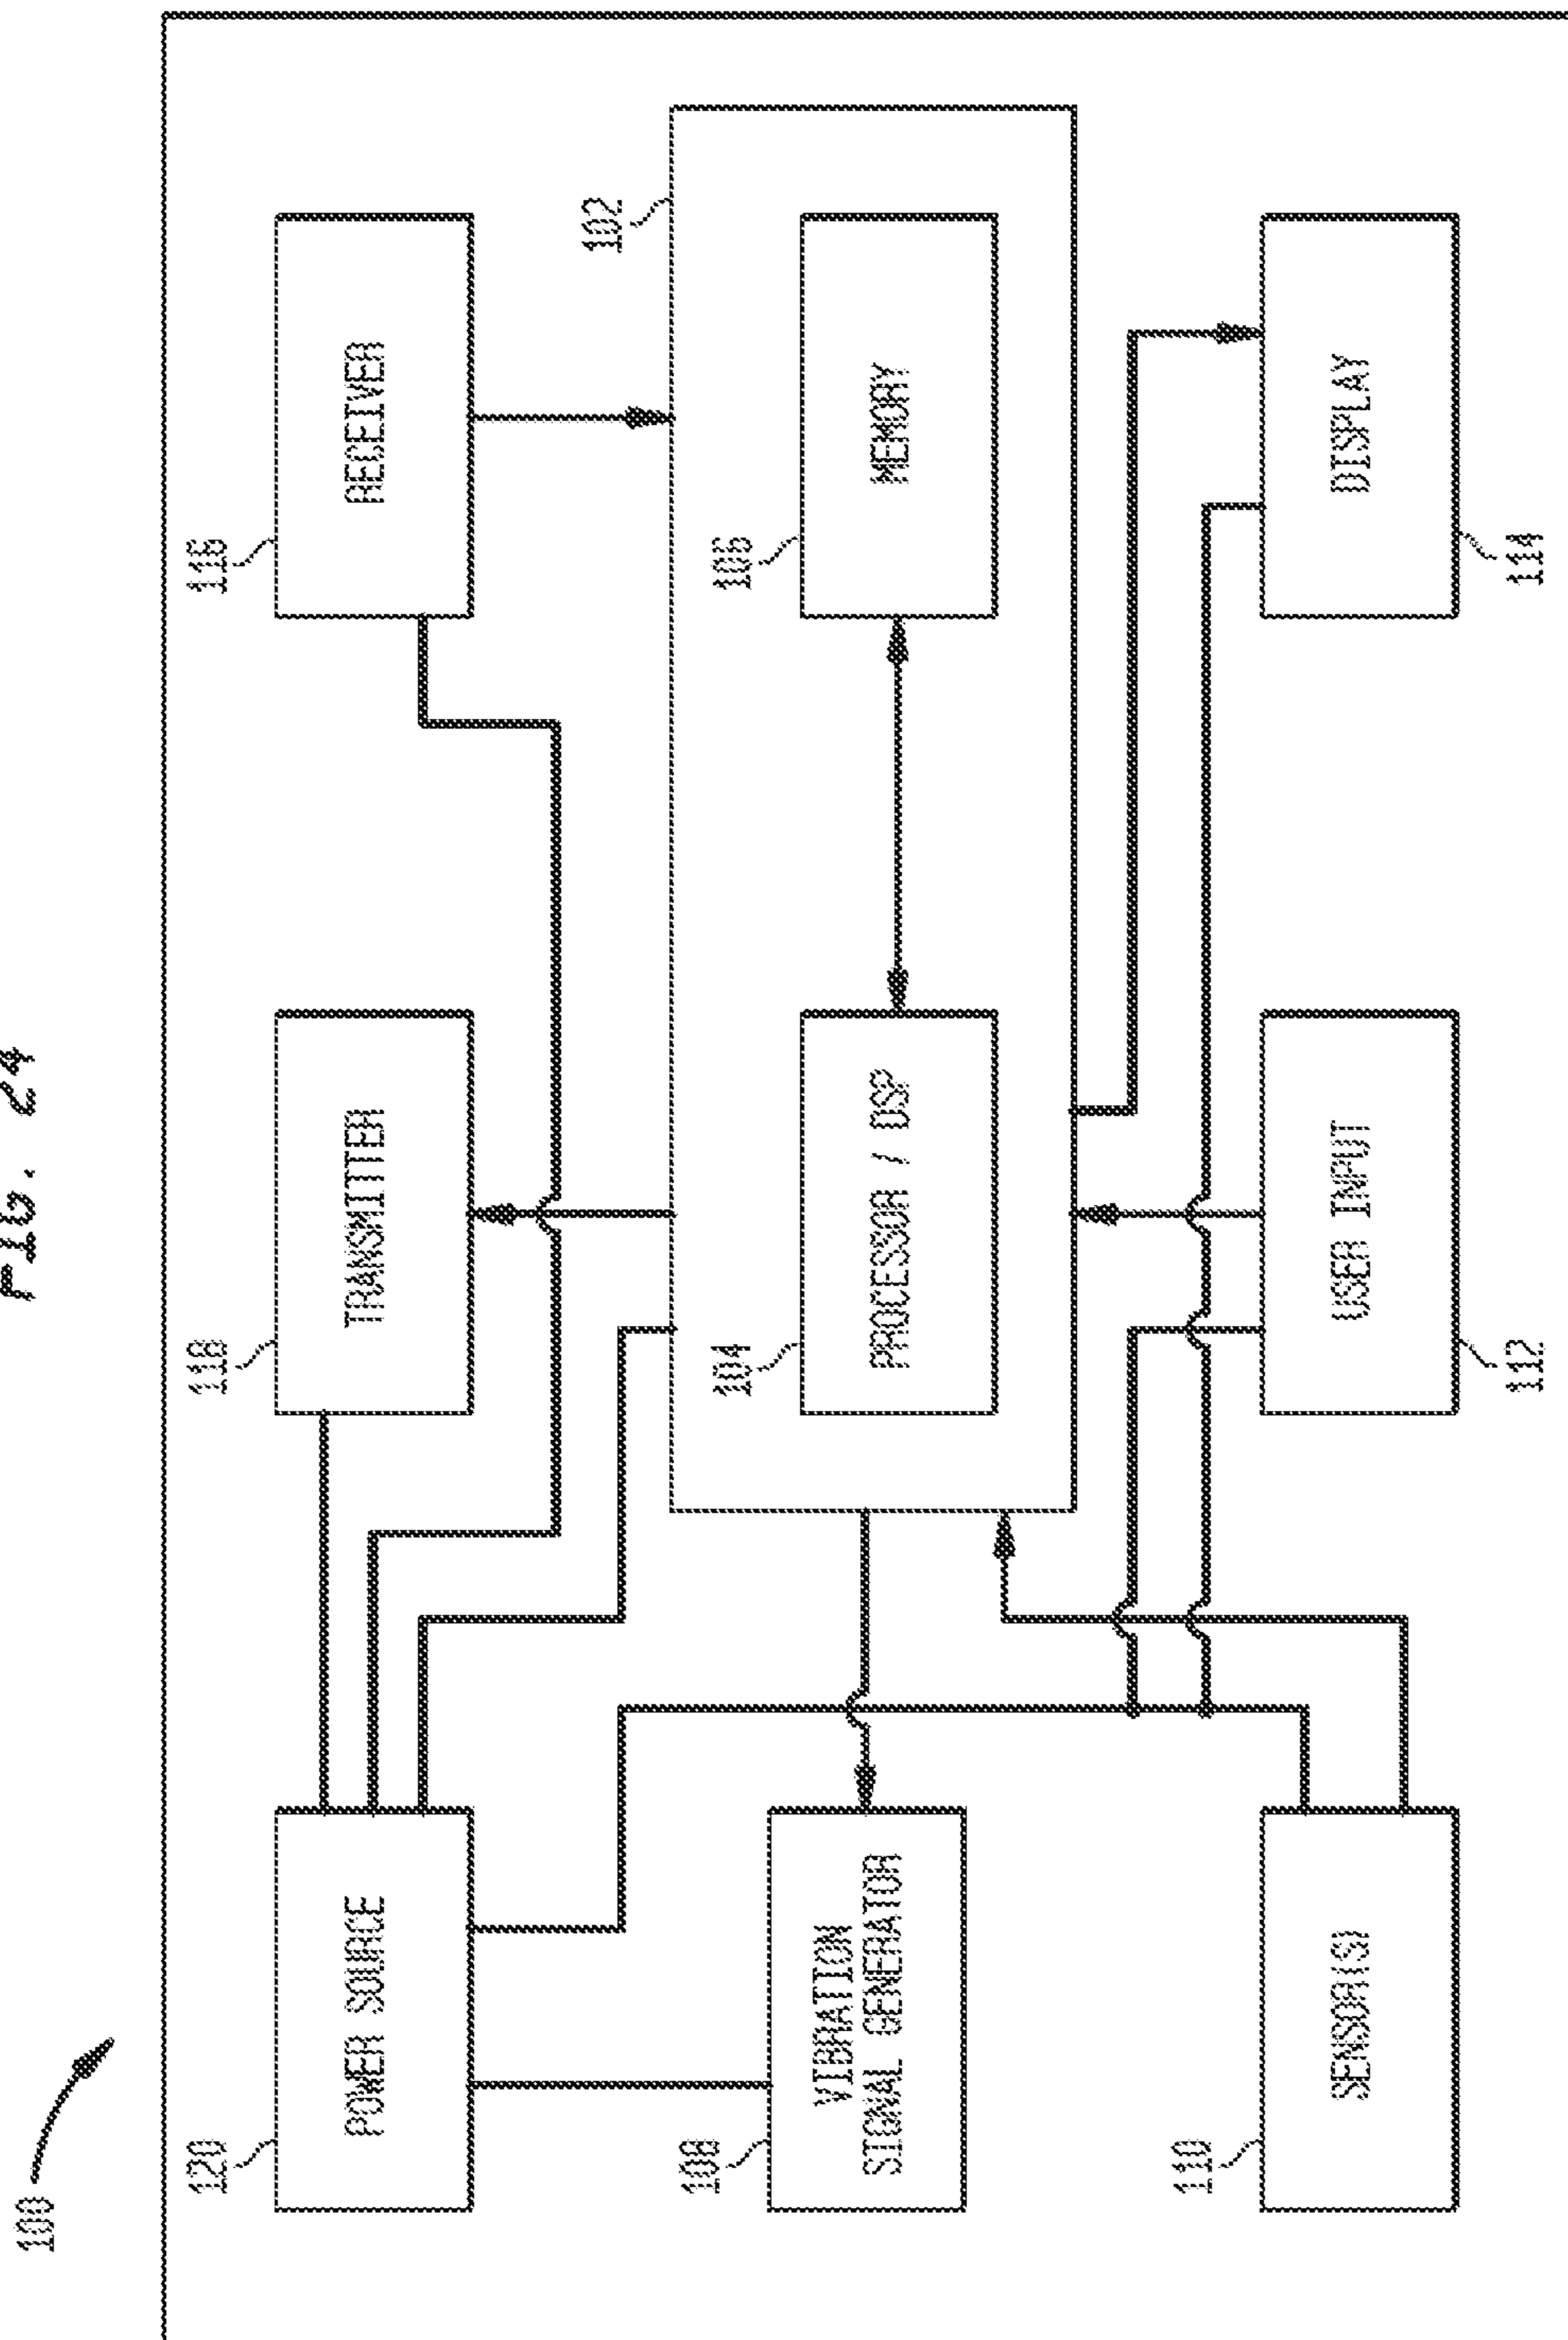 FIG. 24
100
120
POWER SOURCE
118
TRANSMITTER
116
RECEIVER
102
108
VIBRATION
SIGNAL GENERATOR
104
PROCESSOR / DSP
106
MEMORY
110
SENSOR(S)
USER INPUT
112
DISPLAY
114